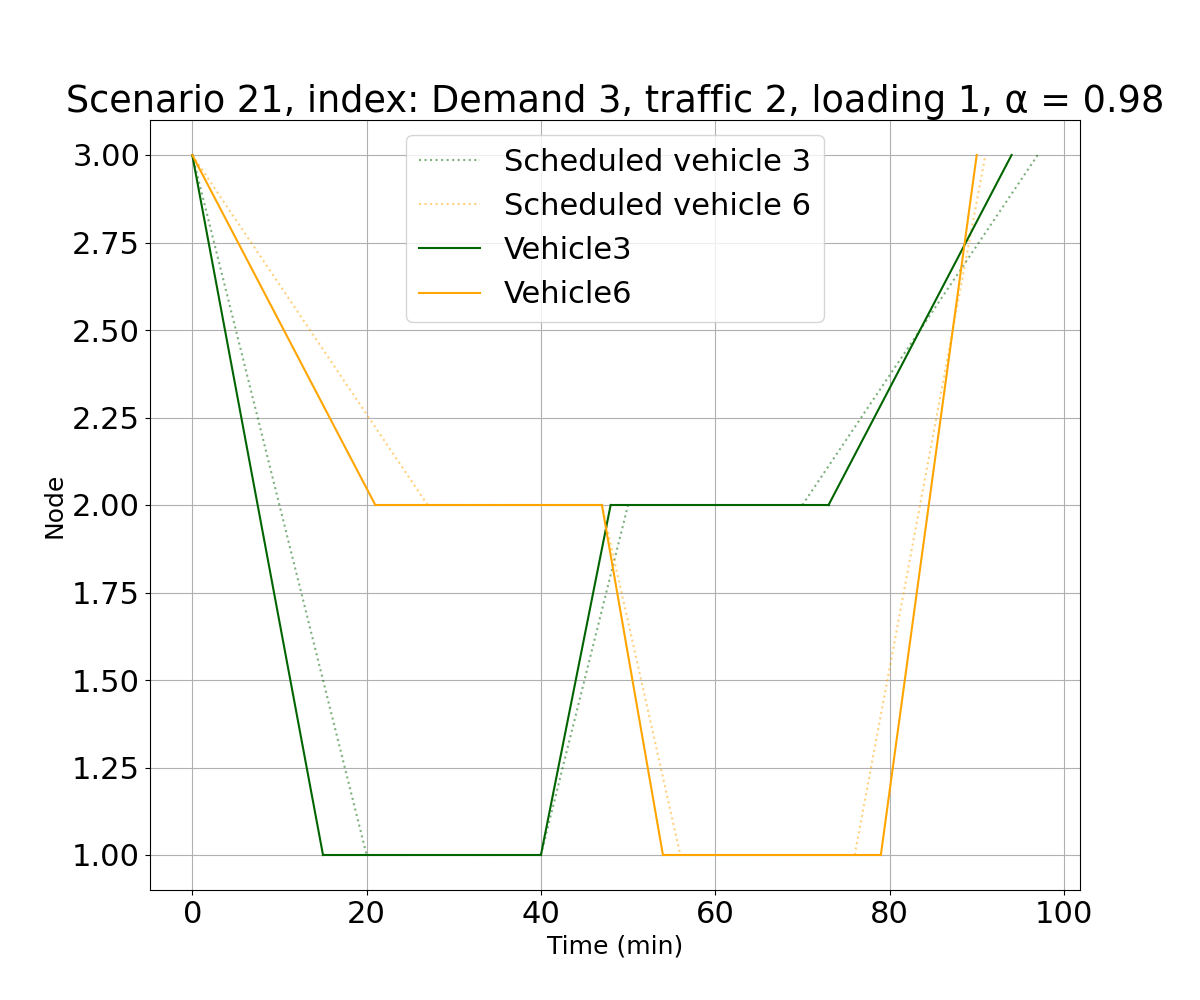 Scenario 21, index: Demand 3, traffic 2, loading 1, α = 0.98
3.00
2.75
2.50
2.25
2.00
1.75
1.50
1.25
1.00
Node
Scheduled vehicle 3
Scheduled vehicle 6
Vehicle3
Vehicle6
0 20 40 60 80 100
Time (min)